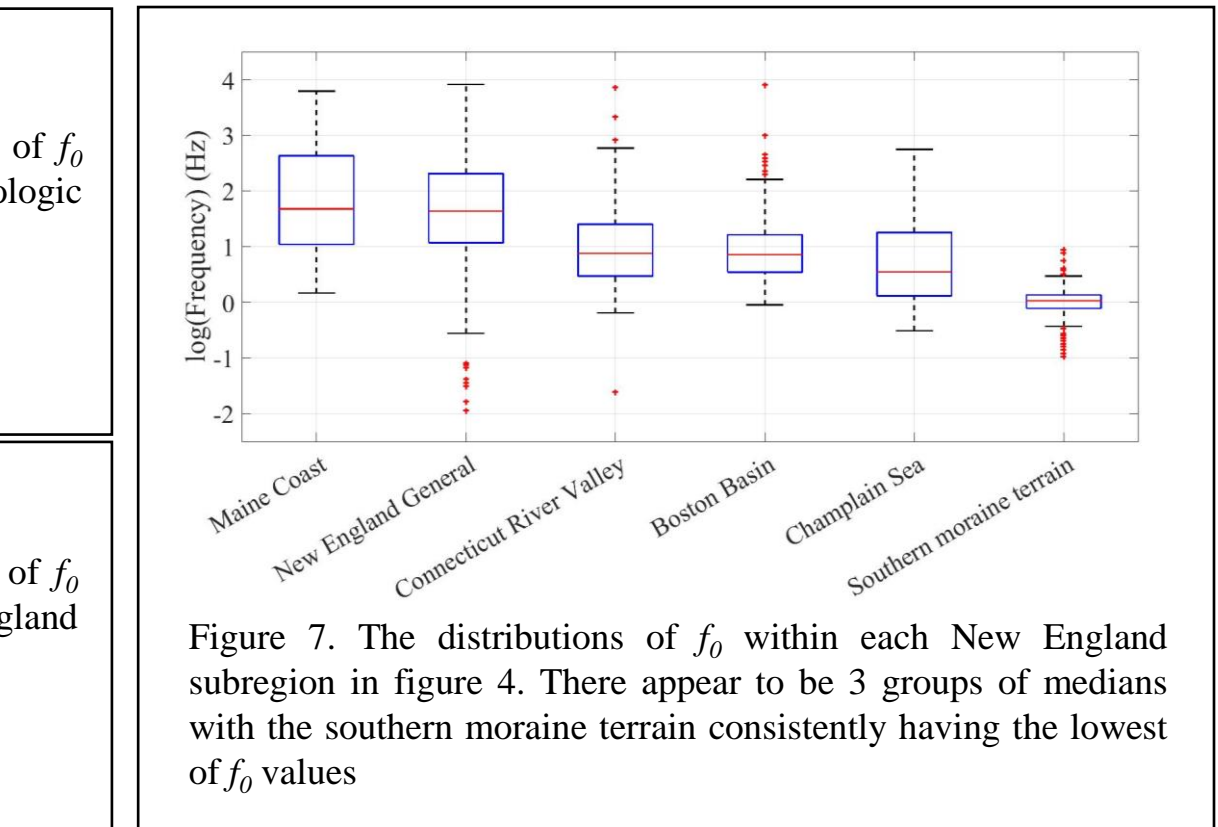 of f0
ologic
of f0
gland
4
3
2
1
0
-1
-2
log(Frequency) (Hz)
Maine Coast
New England General
Connecticut River Valley
Boston Basin
Champlain Sea
Southern moraine terrain
Figure 7. The distributions of f0 within each New England
subregion in figure 4. There appear to be 3 groups of medians
with the southern moraine terrain consistently having the lowest
of f0 values